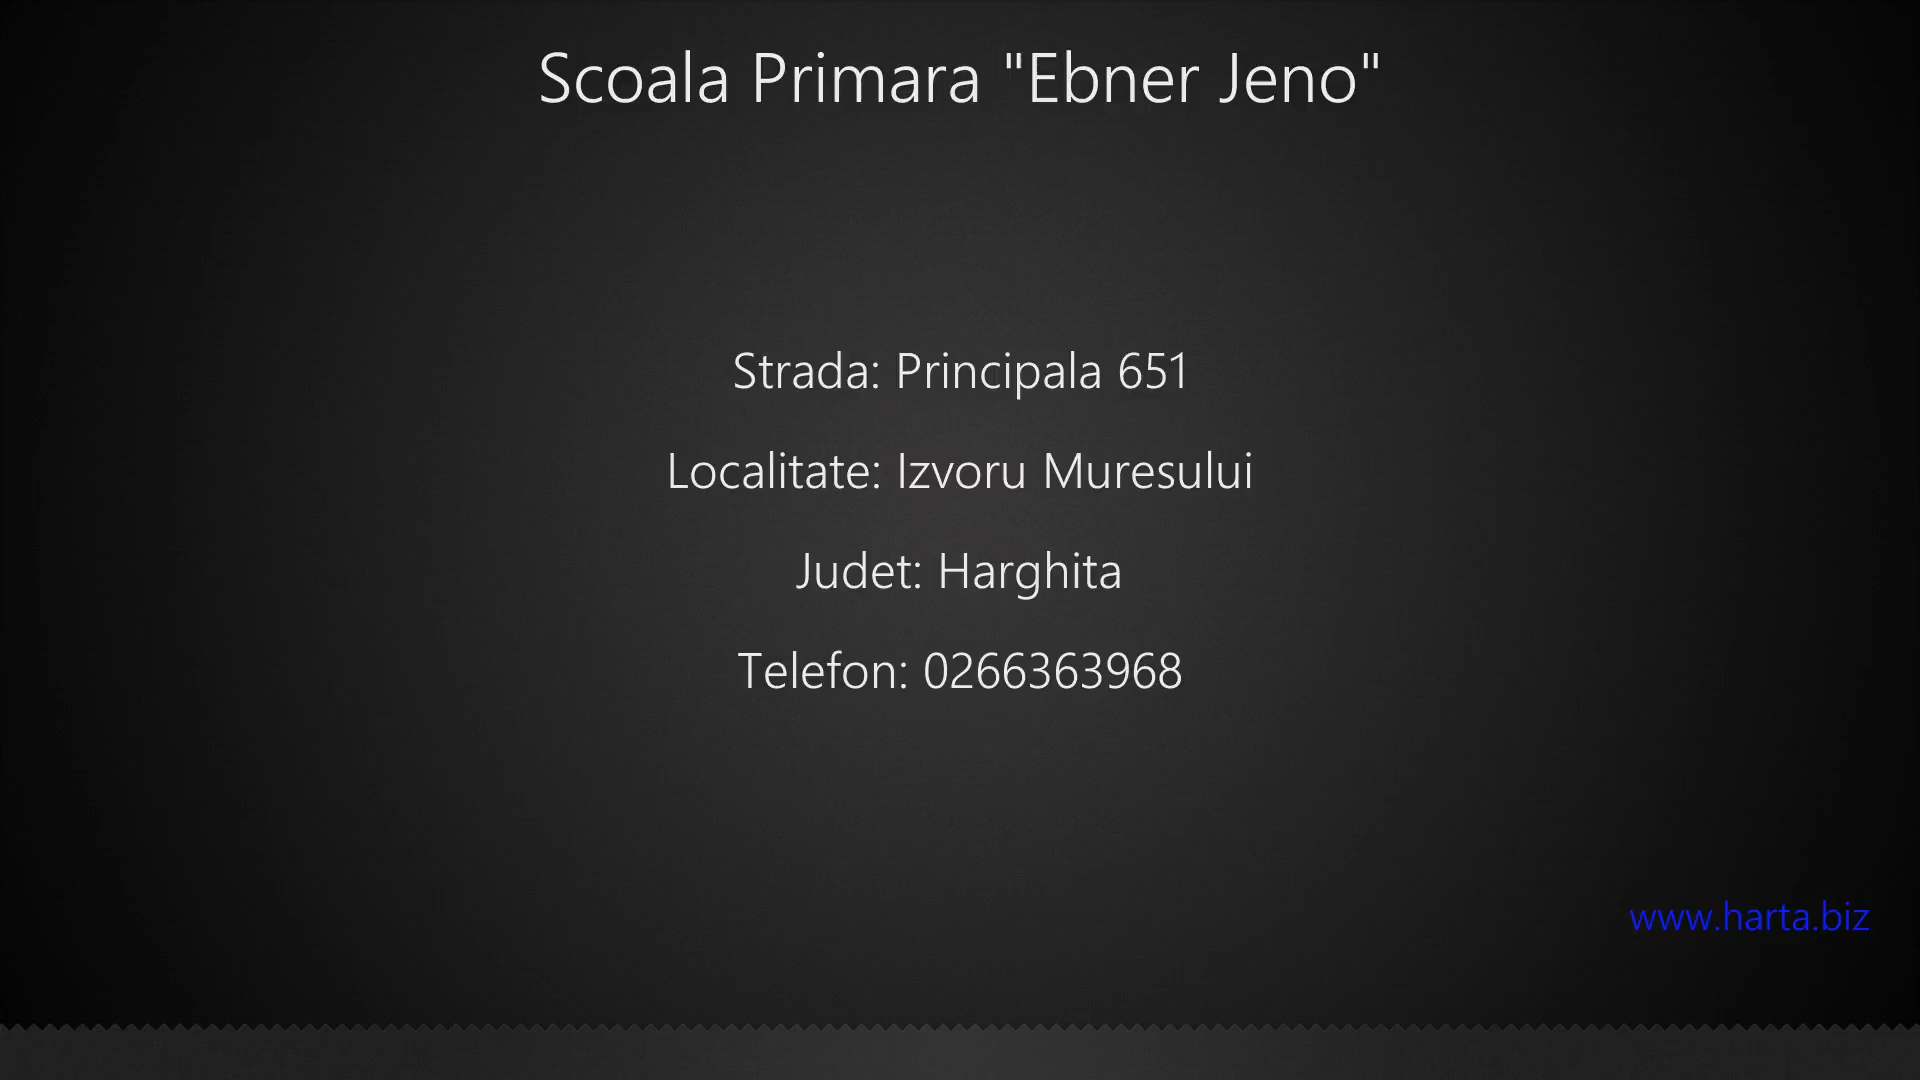 Scoala Primara "Ebner Jeno"
Strada: Principala 651
Localitate: Izvoru Muresului
Judet: Harghita
Telefon: 0266363968
www.harta.biz